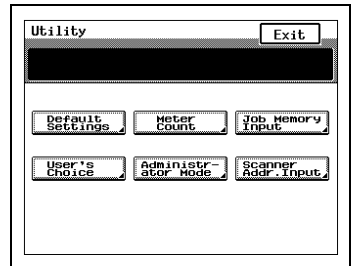 Utility
Exit
Default
Settings
Meter
Count
Job Memory
Input
User's
Choice
Administr-
ator Mode
Scanner
Addr.Input